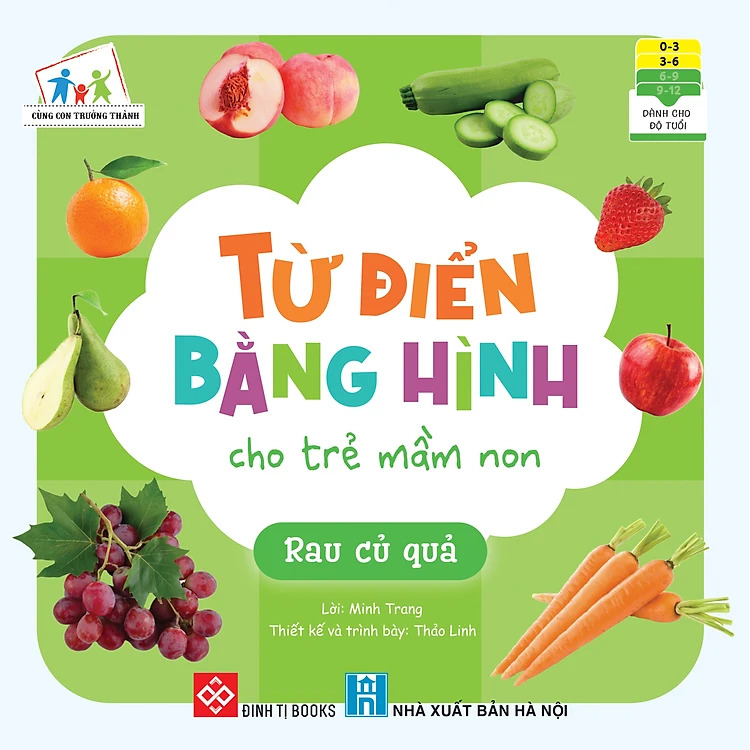 CÙNG CON TRƯỞNG THÀNH
0-3
3-6
6-9
9-12
DÀNH CHO
ĐỘ TUỔI
TỪ ĐIỂN
BẰNG HÌNH
cho trẻ mầm non
Rau củ quả
Lời: Minh Trang
Thiết kế và trình bày: Thảo Linh
ĐINH TỊ BOOKS
NHÀ XUẤT BẢN HÀ NỘI